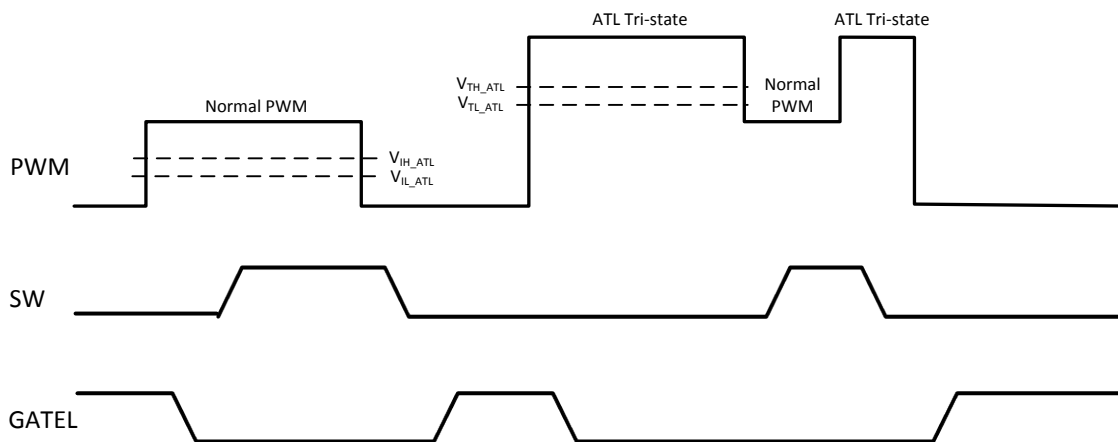 ATL Tri-state
ATL Tri-state
V_TH_ATL
V_TL_ATL
Normal
PWM
Normal PWM
V_IH_ATL
V_IL_ATL
PWM
SW
GATEL